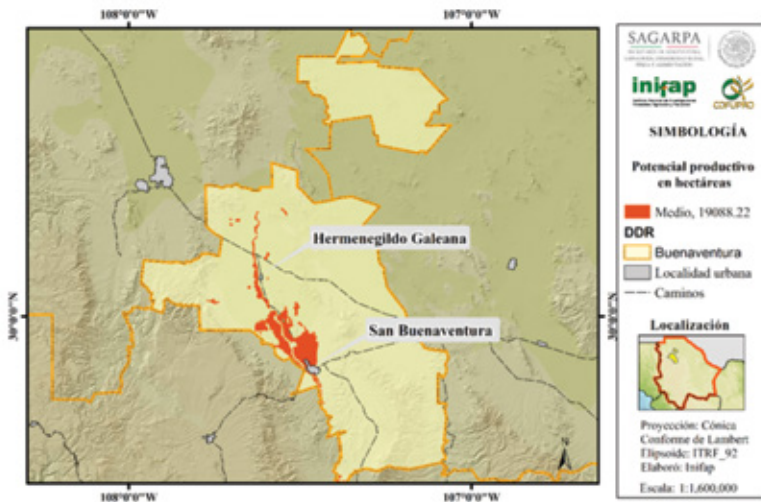 108°0'0"W
107°0'0"W
30°0'0"N
Hermenegildo Galeana
San Buenaventura
30°0'0"N
108°0'0"W
107°0'0"W
SAGARPA
inifap
COFUPRO
SIMBOLOGÍA
Potencial productivo
en hectáreas
Medio, 19088.22
DDR
Buenaventura
Localidad urbana
Caminos
Localización
Proyección: Cónica
Conforme de Lambert
Elipsoide: ITRF_92
Elaboró: Inifap
Escala: 1:1,600,000
N